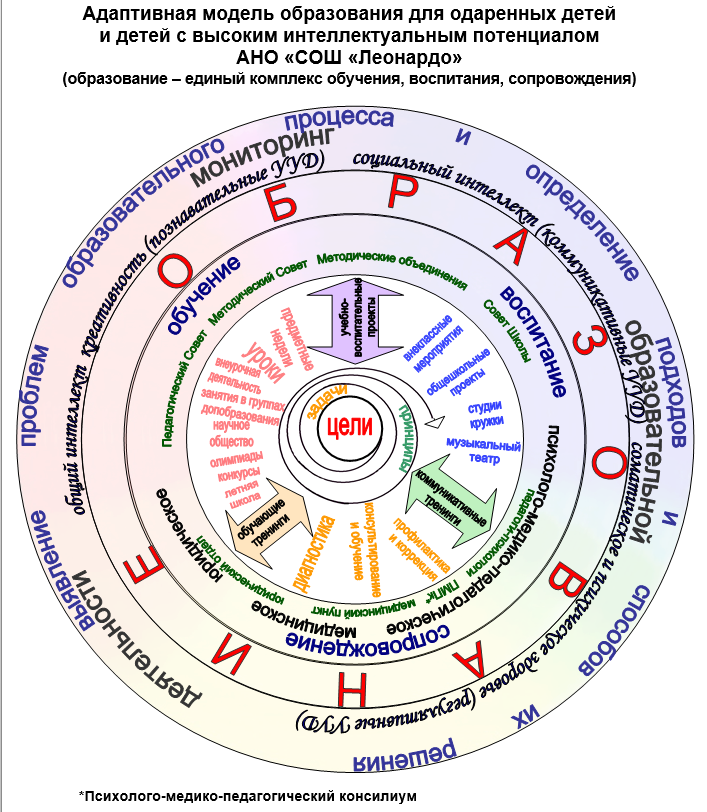 Адаптивная модель образования для одаренных детей
и детей с высоким интеллектуальным потенциалом
АНО «СОШ «Леонардо»
(образование – единый комплекс обучения, воспитания, сопровождения)
выявление проблем образовательного процесса и определение подходов и способов их решения
МОНИТОРИНГ ОБРАЗОВАТЕЛЬНОЙ ДЕЯТЕЛЬНОСТИ
общий интеллект креативность (познавательные УУД)
социальный интеллект (коммуникативные УУД)
соматическое и психическое здоровье (регулятивные УУД)
ОБРАЗОВАНИЕ
обучение
воспитание
сопровождение
юридическое
медицинское
психолого-медико-педагогическое
Педагогический Совет
Методический Совет
Методические объединения
Совет Школы
педагоги-психологи
ПМПк*
медицинский пункт
юридический отдел
учебно-
воспитательные
проекты
предметные
недели
уроки
внеурочная
деятельность
занятия в группах
допобразования
научное
общество
олимпиады
конкурсы
летняя
школа
внеклассные
мероприятия
общешкольные
проекты
студии
кружки
музыкальный
театр
задачи
цели
принципы
обучающие
тренинги
коммуникативные
тренинги
диагностика
консультирование
и обучение
профилактика
и коррекция
*Психолого-медико-педагогический консилиум